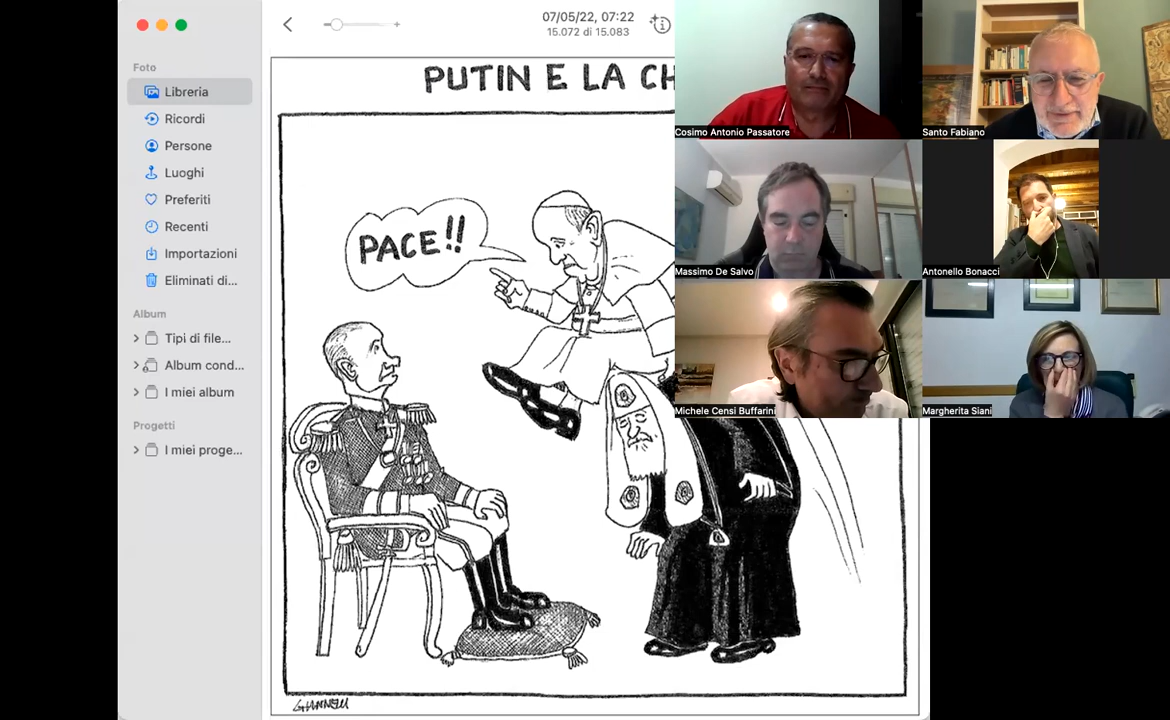 Foto
Libreria
Ricordi
Persone
Luoghi
Preferiti
Recenti
Importazioni
Eliminati di...
Album
Tipi di file...
Album cond...
I miei album
Progetti
I miei proge...
07/05/22, 07:22
15.072 di 15.083
PUTIN E LA CH
PACE!!
GIANNELLI
Cosimo Antonio Passatore
Santo Fabiano
Massimo De Salvo
Antonello Bonacci
Michele Censi Buffarini
Margherita Siani